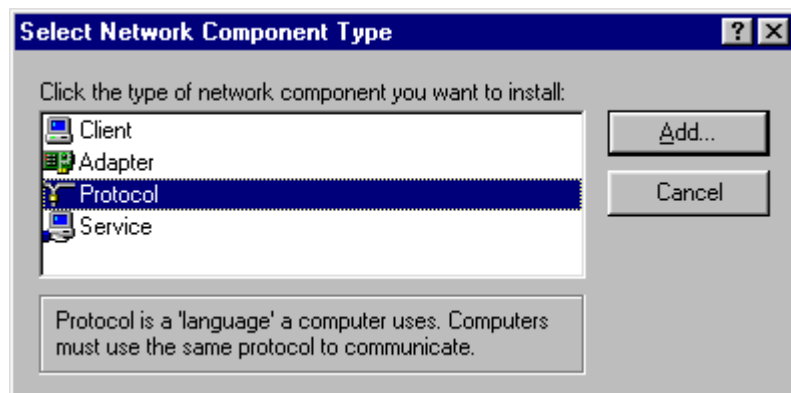 Select Network Component Type
Click the type of network component you want to install:
Client
Adapter
Protocol
Service
Add...
Cancel
Protocol is a 'language' a computer uses. Computers
must use the same protocol to communicate.